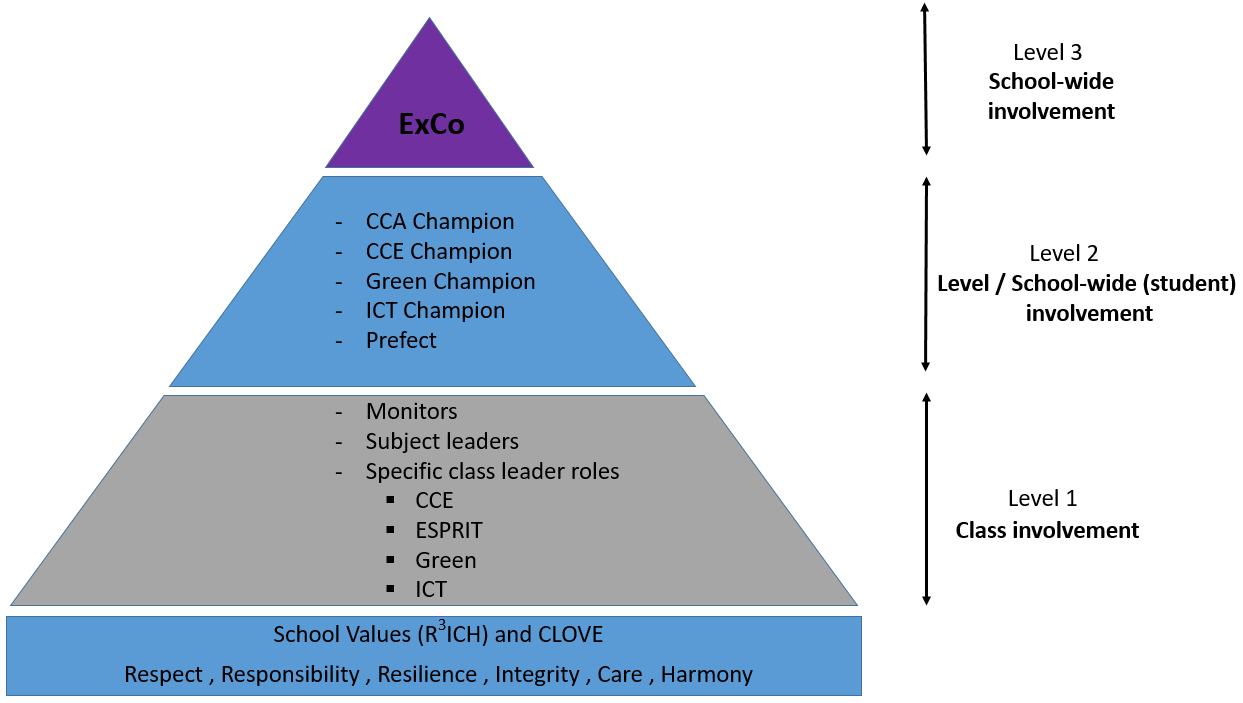 ExCo
Level 3
School-wide
involvement
- CCA Champion
- CCE Champion
- Green Champion
- ICT Champion
- Prefect
Level 2
Level / School-wide (student)
involvement
- Monitors
- Subject leaders
- Specific class leader roles
▪ CCE
▪ ESPRIT
▪ Green
▪ ICT
Level 1
Class involvement
School Values (R³ICH) and CLOVE
Respect , Responsibility , Resilience , Integrity , Care , Harmony